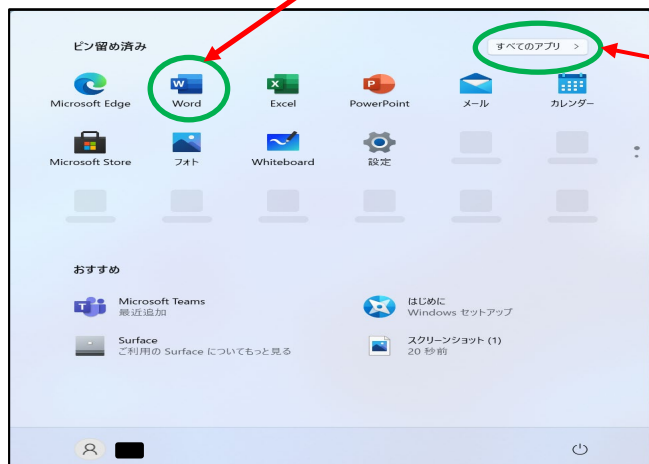 ピン留め済み
すべてのアプリ >
Microsoft Edge
Word
Excel
PowerPoint
メール
カレンダー
Microsoft Store
フォト
Whiteboard
設定
おすすめ
Microsoft Teams
最近追加
はじめに
Windows セットアップ
Surface
ご利用の Surface についてもっと見る
スクリーンショット (1)
20 秒前